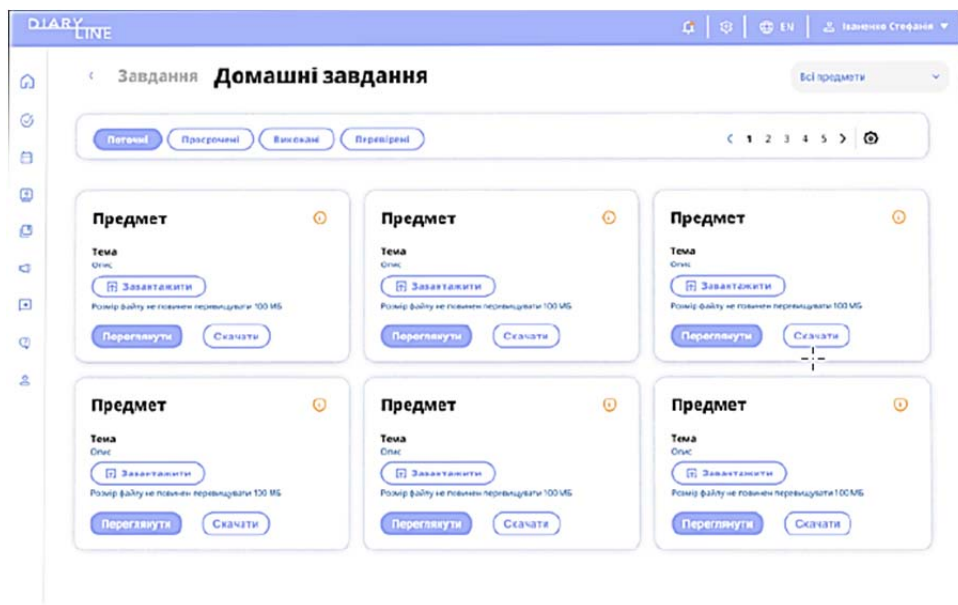 DIARY LINE EN Іваненко Стефанія
Завдання Домашні завдання Всі предмети
Поточні Прострочені Виконані Перевірені 1 2 3 4 5
Предмет Предмет Предмет
Тема Тема Тема
Опис Опис Опис
Завантажити Завантажити Завантажити
Розмір файлу не повинен перевищувати 100 МБ Розмір файлу не повинен перевищувати 100 МБ Розмір файлу не повинен перевищувати 100 МБ
Переглянути Скачати Переглянути Скачати Переглянути Скачати
Предмет Предмет Предмет
Тема Тема Тема
Опис Опис Опис
Завантажити Завантажити Завантажити
Розмір файлу не повинен перевищувати 100 МБ Розмір файлу не повинен перевищувати 100 МБ Розмір файлу не повинен перевищувати 100 МБ
Переглянути Скачати Переглянути Скачати Переглянути Скачати